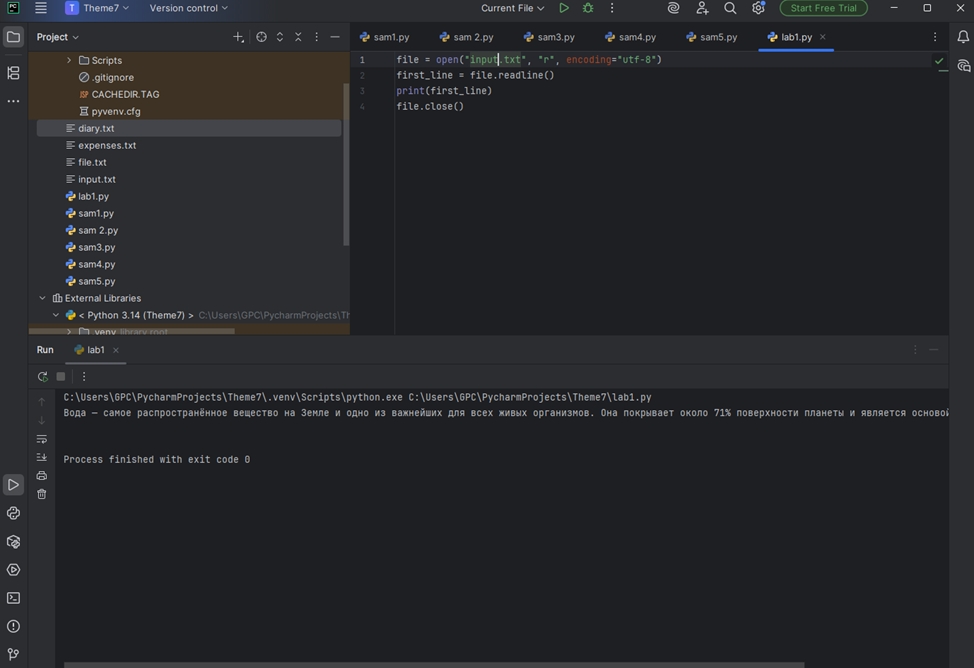 PC
T Theme7
Version control
Current File
Start Free Trial
Project
sam1.py
sam 2.py
sam3.py
sam4.py
sam5.py
lab1.py
Scripts
.gitignore
CACHEDIR.TAG
pyvenv.cfg
diary.txt
expenses.txt
file.txt
input.txt
lab1.py
sam1.py
sam 2.py
sam3.py
sam4.py
sam5.py
External Libraries
< Python 3.14 (Theme7) > C:\Users\GPC\PycharmProjects\Th
.venv library root
1 file = open("input.txt", "r", encoding="utf-8")
2 first_line = file.readline()
3 print(first_line)
4 file.close()
Run
lab1
C:\Users\GPC\PycharmProjects\Theme7\.venv\Scripts\python.exe C:\Users\GPC\PycharmProjects\Theme7\lab1.py
Вода — самое распространённое вещество на Земле и одно из важнейших для всех живых организмов. Она покрывает около 71% поверхности планеты и является основой
Process finished with exit code 0